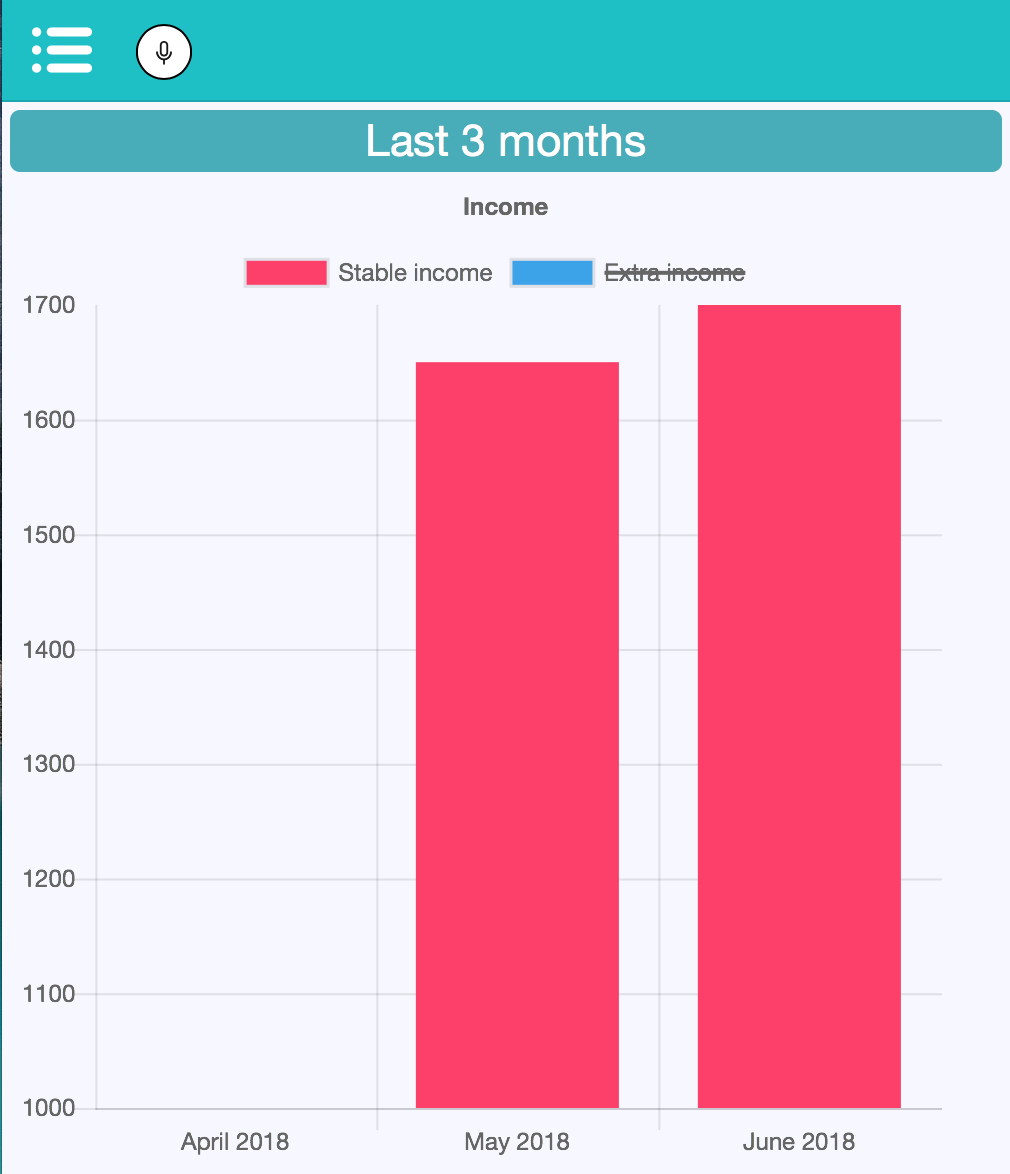 Last 3 months
Income
Stable income Extra income
1700
1600
1500
1400
1300
1200
1100
1000
April 2018 May 2018 June 2018